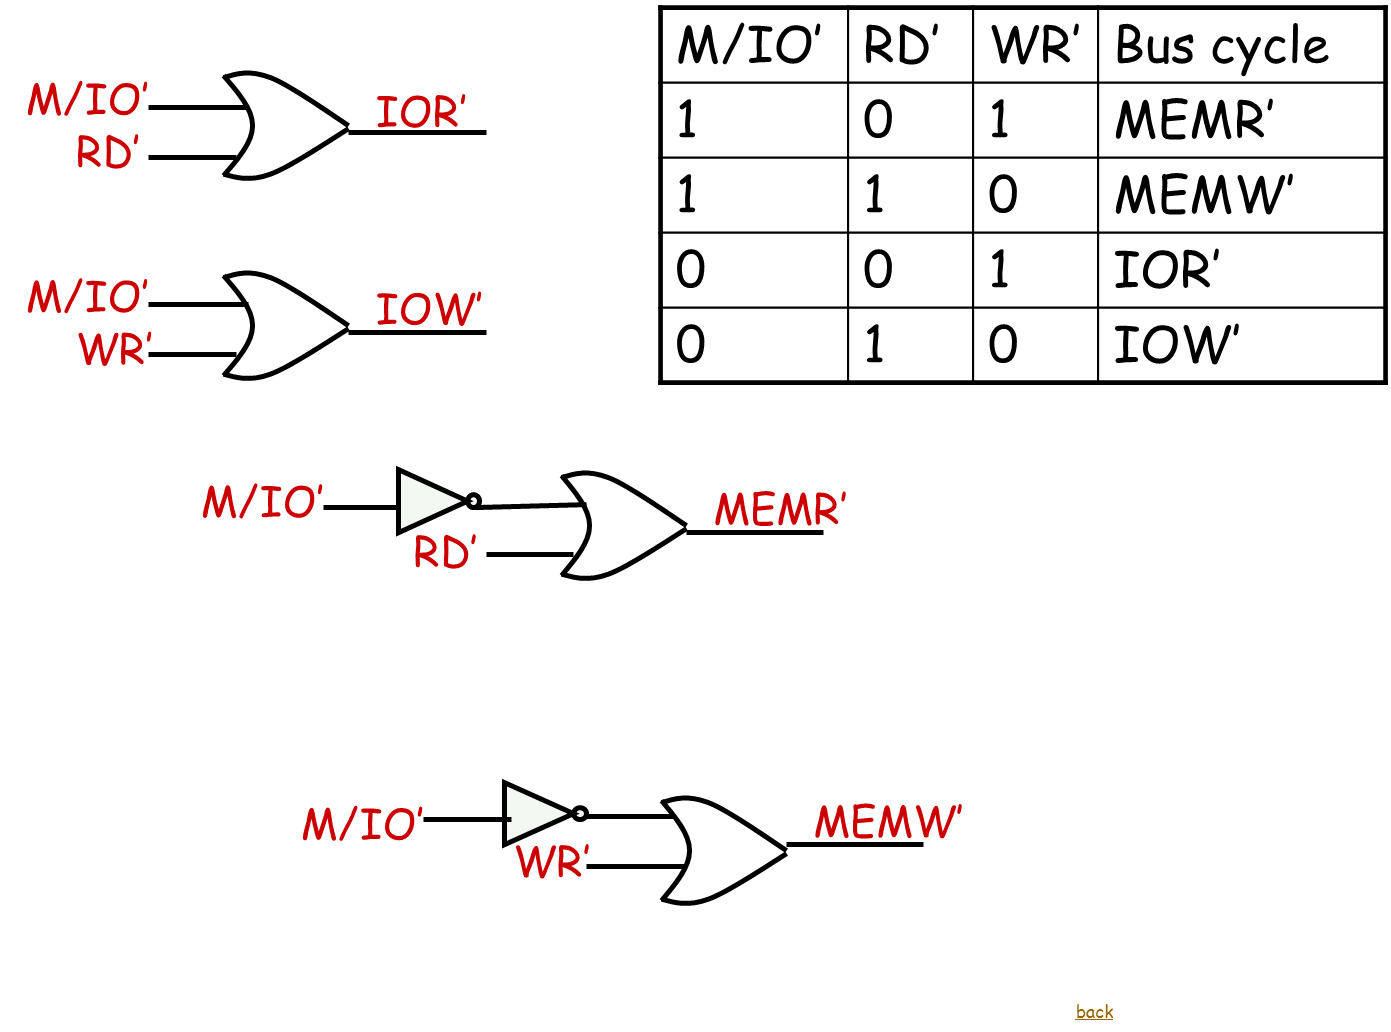 M/IO' RD' WR' Bus cycle
1 0 1 MEMR'
1 1 0 MEMW'
0 0 1 IOR'
0 1 0 IOW'
M/IO' IOR'
RD'
M/IO' IOW'
WR'
M/IO' MEMR'
RD'
M/IO' MEMW'
WR'
back